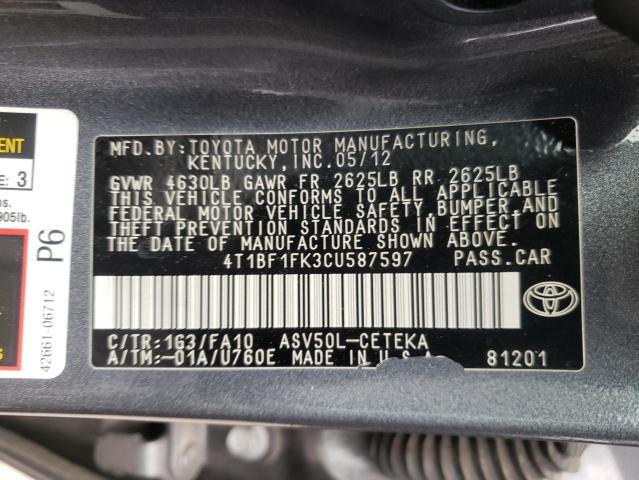 ENT
E: 3
s.
905lb.
P6
42661-06712
MFD.BY: TOYOTA MOTOR MANUFACTURING,
KENTUCKY, INC. 05/12
GVWR 4630LB GAWR FR 2625LB RR 2625LB
THIS VEHICLE CONFORMS TO ALL APPLICABLE
FEDERAL MOTOR VEHICLE SAFETY, BUMPER AND
THEFT PREVENTION STANDARDS IN EFFECT ON
THE DATE OF MANUFACTURE SHOWN ABOVE.
4T1BF1FK3CU587597 PASS.CAR
C/TR: 1G3/FA10 ASV50L-CETEKA
A/TM:-01A/U760E MADE IN U.S.A. 81201